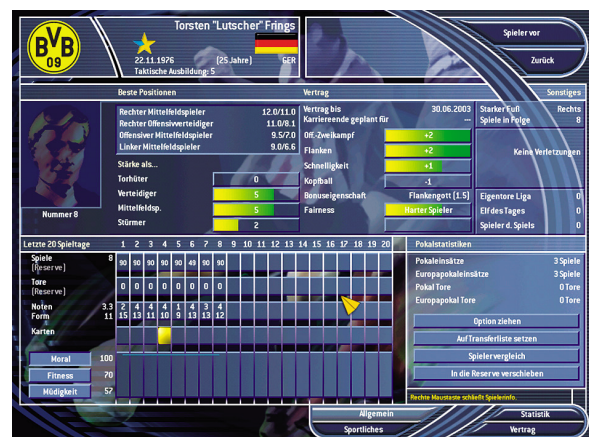 BVB
09
Torsten "Lutscher" Frings
22.11.1976 (25 Jahre) GER
Taktische Ausbildung: 5
Spieler vor
Zurück
Beste Positionen
Vertrag
Sonstiges
Nummer 8
Rechter Mittelfeldspieler 12.0/11.0
Rechter Offensivverteidiger 11.0/8.1
Offensiver Mittelfeldspieler 9.5/7.0
Linker Mittelfeldspieler 9.0/6.6
Stärke als...
Torhüter 0
Verteidiger 5
Mittelfeldsp. 5
Stürmer 2
Vertrag bis 30.06.2003
Karriereende geplant für ---
Off.-Zweikampf +2
Flanken +2
Schnelligkeit +1
Kopfball -1
Bonuseigenschaft Flankengott [1.5]
Fairness Harter Spieler
Starker Fuß Rechts
Spiele in Folge 8
Keine Verletzungen
Eigentore Liga 0
Elf des Tages 0
Spieler d. Spiels 0
Letzte 20 Spieltage 1 2 3 4 5 6 7 8 9 10 11 12 13 14 15 16 17 18 19 20
Spiele 8 90 90 90 90 90 49 90 90
[Reserve]
Tore 0 0 0 0 0 0 0 0
[Reserve]
Noten 3.3 2 4 4 4 1 4 3 4
Form 11 15 13 11 10 9 13 13 12
Karten
Moral 100
Fitness 70
Müdigkeit 57
Pokalstatistiken
Pokaleinsätze 3 Spiele
Europapokaleinsätze 3 Spiele
Pokal Tore 0 Tore
Europapokal Tore 0 Tore
Option ziehen
Auf Transferliste setzen
Spielervergleich
In die Reserve verschieben
Rechte Maustaste schließt Spielerinfo.
Allgemein
Statistik
Sportliches
Vertrag